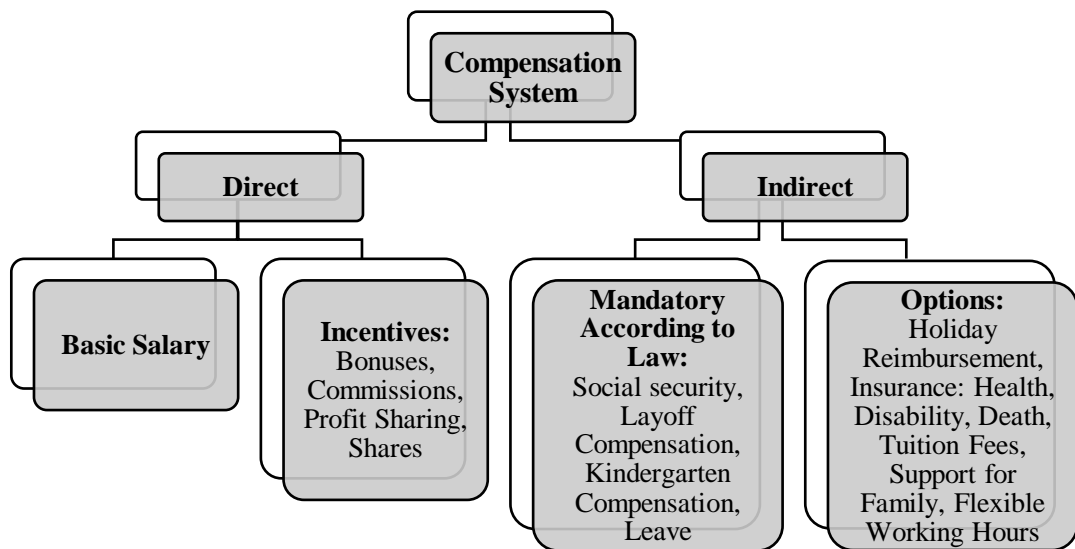 Compensation
System
Direct
Indirect
Basic Salary
Incentives:
Bonuses,
Commissions,
Profit Sharing,
Shares
Mandatory
According to
Law:
Social security,
Layoff
Compensation,
Kindergarten
Compensation,
Leave
Options:
Holiday
Reimbursement,
Insurance: Health,
Disability, Death,
Tuition Fees,
Support for
Family, Flexible
Working Hours